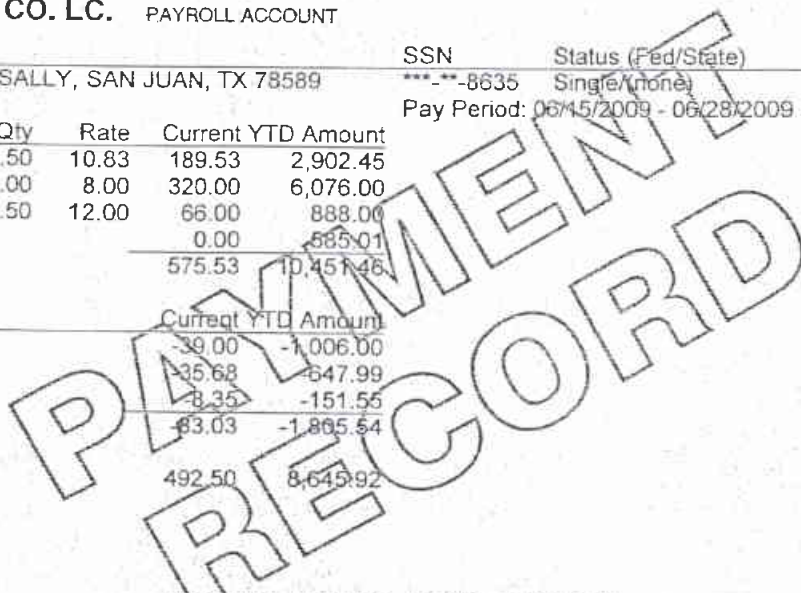 CO. LC. PAYROLL ACCOUNT
SSN Status (Fed/State)
SALLY, SAN JUAN, TX 78589 ***-**-8635 Single/(none)
Pay Period: 06/15/2009 - 06/28/2009
Qty Rate Current YTD Amount
.50 10.83 189.53 2,902.45
.00 8.00 320.00 6,076.00
.50 12.00 66.00 888.00
0.00 585.01
575.53 10,451.46
Current YTD Amount
-39.00 -1,006.00
-35.68 -647.99
-8.35 -151.55
-83.03 -1,805.54
492.50 8,645.92
PAYMENT
RECORD